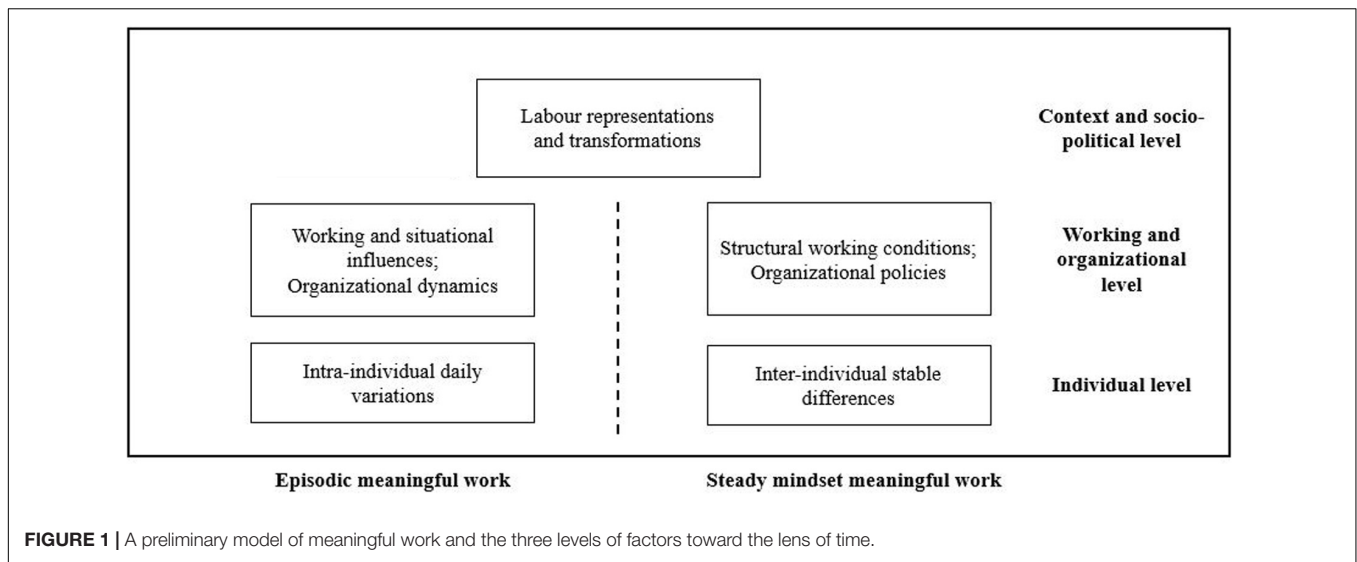 Labour representations
and transformations
Context and socio-
political level
Working and situational
influences;
Organizational dynamics
Structural working conditions;
Organizational policies
Working and
organizational
level
Intra-individual daily
variations
Inter-individual stable
differences
Individual level
Episodic meaningful work
Steady mindset meaningful work
FIGURE 1 | A preliminary model of meaningful work and the three levels of factors toward the lens of time.